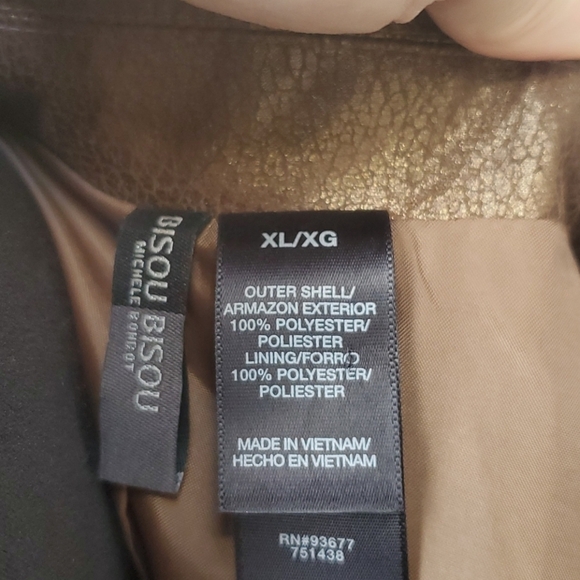 BISOU BISOU
MICHELE BOHBOT
XL/XG
OUTER SHELL/
ARMAZON EXTERIOR
100% POLYESTER/
POLIESTER
LINING/FORRO
100% POLYESTER/
POLIESTER
MADE IN VIETNAM/
HECHO EN VIETNAM
RN#93677
751438